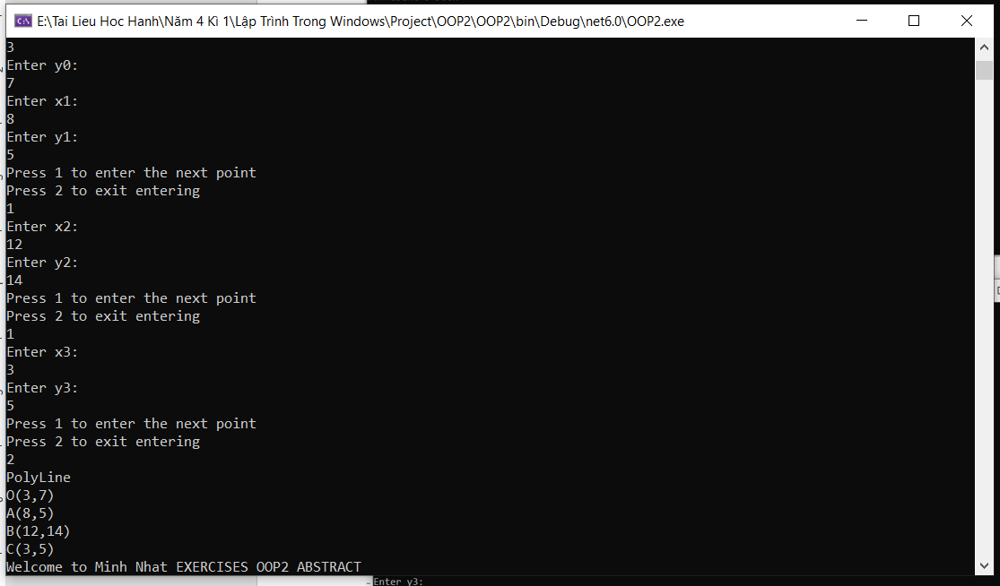 E:\Tai Lieu Hoc Hanh\Năm 4 Kì 1\Lập Trình Trong Windows\Project\OOP2\OOP2\bin\Debug\net6.0\OOP2.exe
3
Enter y0:
7
Enter x1:
8
Enter y1:
5
Press 1 to enter the next point
Press 2 to exit entering
1
Enter x2:
12
Enter y2:
14
Press 1 to enter the next point
Press 2 to exit entering
1
Enter x3:
3
Enter y3:
5
Press 1 to enter the next point
Press 2 to exit entering
2
PolyLine
O(3,7)
A(8,5)
B(12,14)
C(3,5)
Welcome to Minh Nhat EXERCISES OOP2 ABSTRACT
Enter y3: